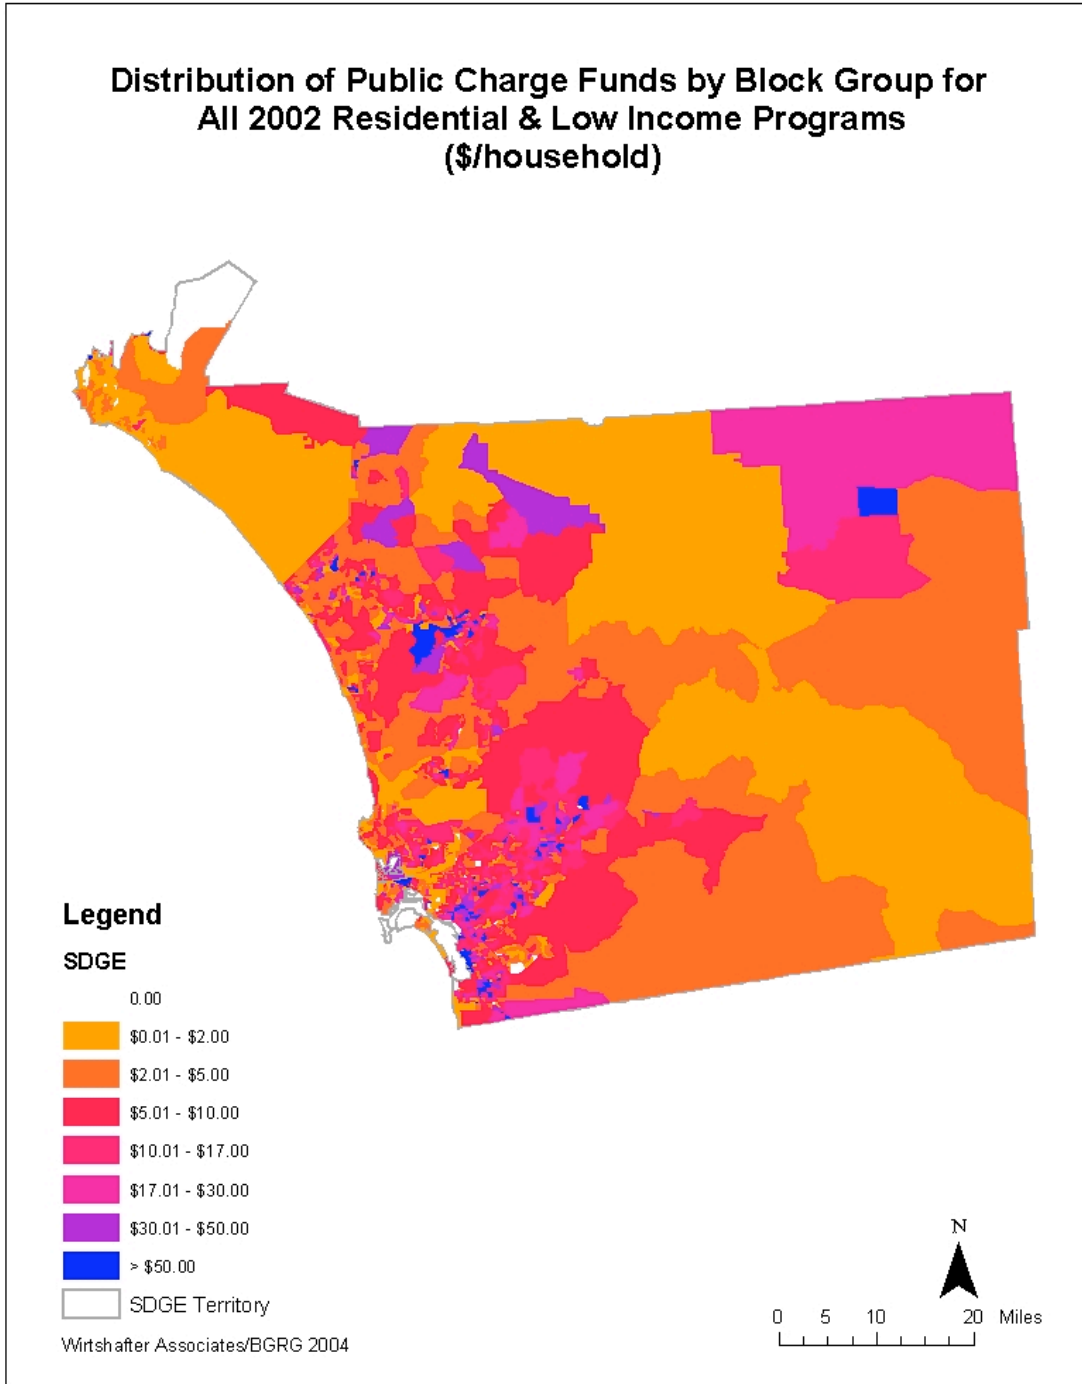 Distribution of Public Charge Funds by Block Group for
All 2002 Residential & Low Income Programs
($/household)
Legend
SDGE
0.00
$0.01 - $2.00
$2.01 - $5.00
$5.01 - $10.00
$10.01 - $17.00
$17.01 - $30.00
$30.01 - $50.00
> $50.00
SDGE Territory
Wirtshafter Associates/BGRG 2004
N
0 5 10 20 Miles